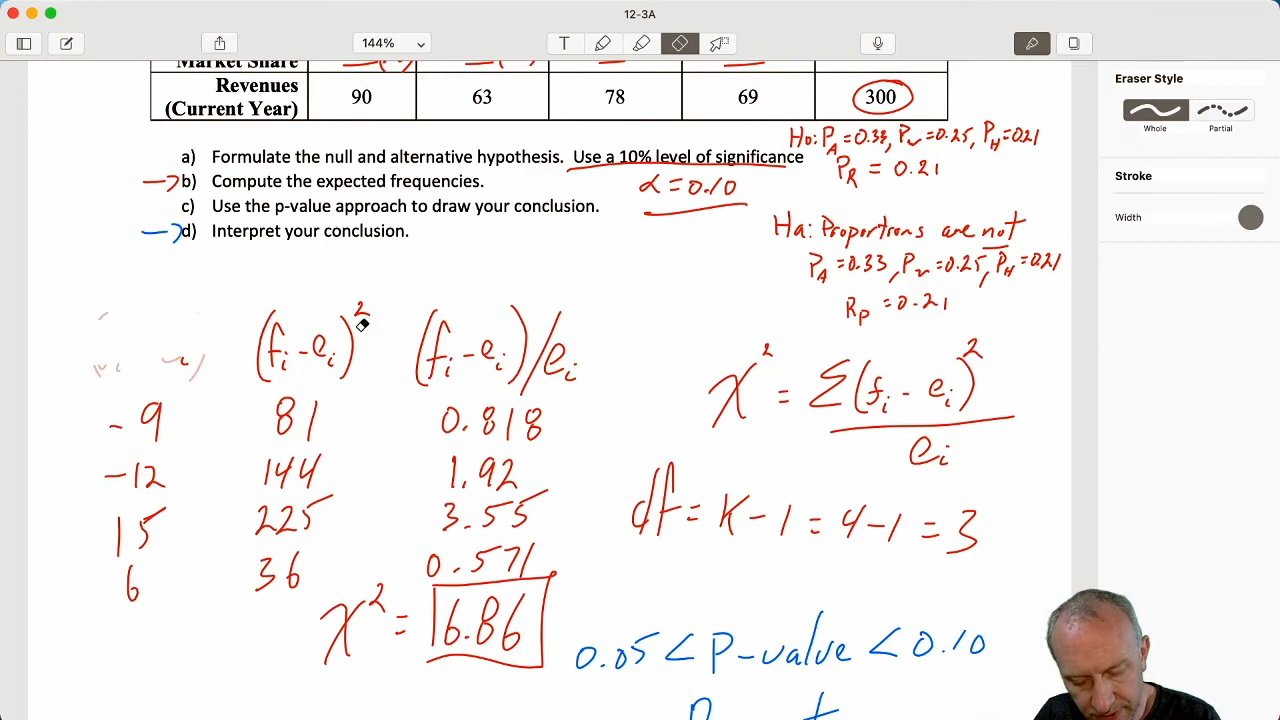 12-3A
144%
T
Market Share
Revenues (Current Year) 90 63 78 69 300
a) Formulate the null and alternative hypothesis. Use a 10% level of significance
b) Compute the expected frequencies.
c) Use the p-value approach to draw your conclusion.
d) Interpret your conclusion.
α = 0.10
Ho: PA = 0.33, Pv = 0.25, PH = 0.21
PR = 0.21
Ha: Proportions are not
PA = 0.33, Pv = 0.25, PH = 0.21
Rp = 0.21
(fi - ei)² (fi - ei)/ei
-9 81 0.818
-12 144 1.92
15 225 3.55
6 36 0.571
χ² = 6.86
χ² = Σ(fi - ei)²
ei
df = K - 1 = 4 - 1 = 3
0.05 < P-value < 0.10
Eraser Style
Whole Partial
Stroke
Width